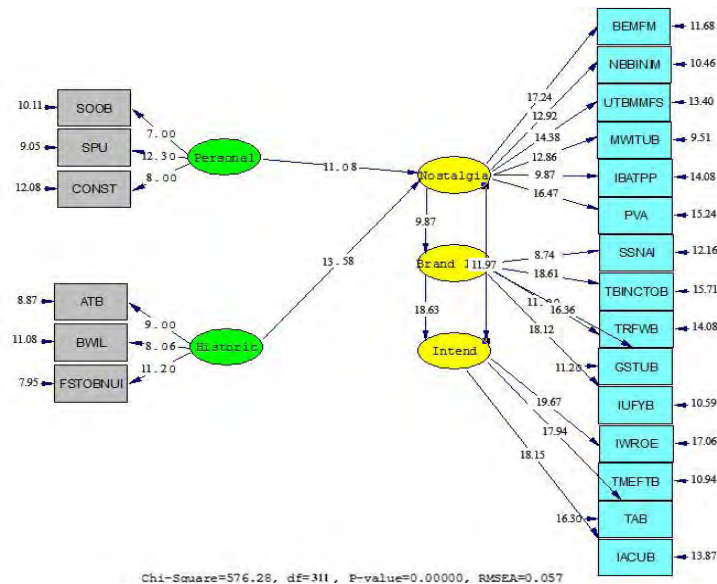 BEMFM
11.68
NBBINJM
10.46
17.24
12.92
10.11
SOOB
UTBMMFS
13.40
14.38
7.00
9.05
SPU
12.30
Personal
12.86
MWITUB
9.51
11.08
12.08
CONST
8.00
Nostalgia
9.87
IBATPP
14.08
16.47
PVA
15.24
9.87
8.74
SSNAI
12.16
13.58
Brand
11.97
18.61
TBINCTOB
15.71
8.87
ATB
9.00
18.63
16.36
18.12
TRFWB
14.08
11.08
BWIL
8.06
Historic
Intend
11.20
GSTUB
7.95
FSTOBNUI
11.20
IUFYB
10.59
19.67
IWROE
17.06
17.94
18.15
TMEFTB
10.94
16.30
TAB
IACUB
13.87
Chi-Square=576.28, df=311, P-value=0.00000, RMSEA=0.057